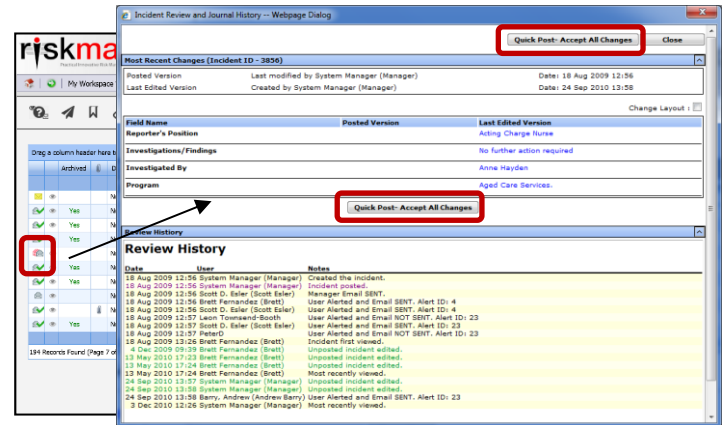 Incident Review and Journal History -- Webpage Dialog
Quick Post- Accept All Changes Close
Most Recent Changes (Incident ID - 3856)
Posted Version Last modified by System Manager (Manager) Date: 18 Aug 2009 12:56
Last Edited Version Created by System Manager (Manager) Date: 24 Sep 2010 13:58
Change Layout :
Field Name Posted Version Last Edited Version
Reporter's Position Acting Charge Nurse
Investigations/Findings No further action required
Investigated By Anne Hayden
Program Aged Care Services.
Quick Post- Accept All Changes
Review History
Review History
Date User Notes
18 Aug 2009 12:56 System Manager (Manager) Created the incident.
18 Aug 2009 12:56 System Manager (Manager) Incident posted.
18 Aug 2009 12:56 Scott D. Esler (Scott Esler) Manager Email SENT.
18 Aug 2009 12:56 Brett Fernandez (Brett) User Alerted and Email SENT. Alert ID: 4
18 Aug 2009 12:56 Scott D. Esler (Scott Esler) User Alerted and Email SENT. Alert ID: 4
18 Aug 2009 12:57 Leon Townsend-Booth User Alerted and Email NOT SENT. Alert ID: 23
18 Aug 2009 12:57 Scott D. Esler (Scott Esler) User Alerted and Email SENT. Alert ID: 23
18 Aug 2009 12:57 PeterD User Alerted and Email NOT SENT. Alert ID: 23
18 Aug 2009 13:26 Brett Fernandez (Brett) Incident first viewed.
4 Dec 2009 09:39 Brett Fernandez (Brett) Unposted incident edited.
13 May 2010 17:23 Brett Fernandez (Brett) Unposted incident edited.
13 May 2010 17:24 Brett Fernandez (Brett) Unposted incident edited.
13 May 2010 17:24 Brett Fernandez (Brett) Most recently viewed.
24 Sep 2010 13:57 System Manager (Manager) Unposted incident edited.
24 Sep 2010 13:58 System Manager (Manager) Unposted incident edited.
24 Sep 2010 13:58 Barry, Andrew (Andrew Barry) User Alerted and Email SENT. Alert ID: 23
3 Dec 2010 12:26 System Manager (Manager) Most recently viewed.
riskma
My Workspace
Drag a column header here t
Archived D
N
Yes N
Yes N
N
Yes N
Yes N
N
N
Yes N
194 Records Found (Page 7 of